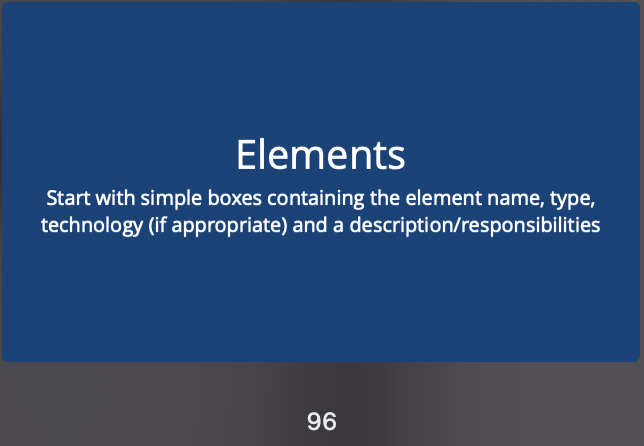 Elements
Start with simple boxes containing the element name, type,
technology (if appropriate) and a description/responsibilities
96